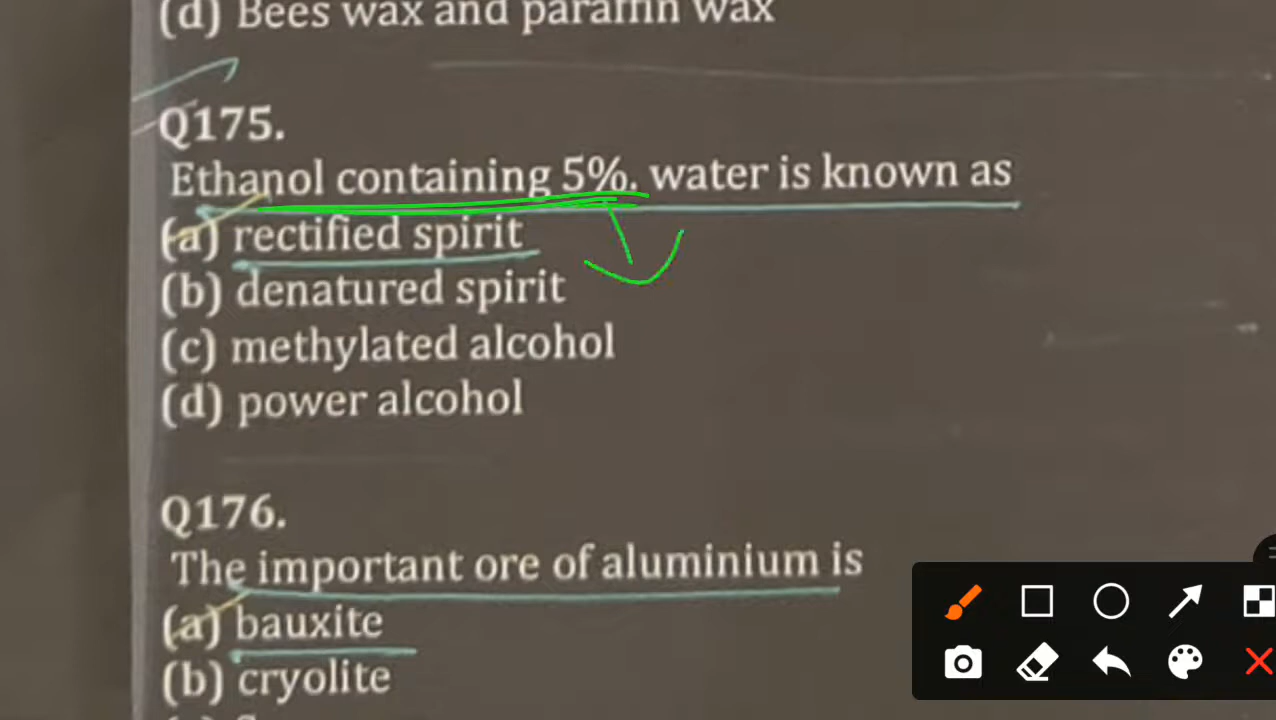 (d) Bees wax and paraffin wax
Q175.
Ethanol containing 5%. water is known as
(a) rectified spirit
(b) denatured spirit
(c) methylated alcohol
(d) power alcohol
Q176.
The important ore of aluminium is
(a) bauxite
(b) cryolite